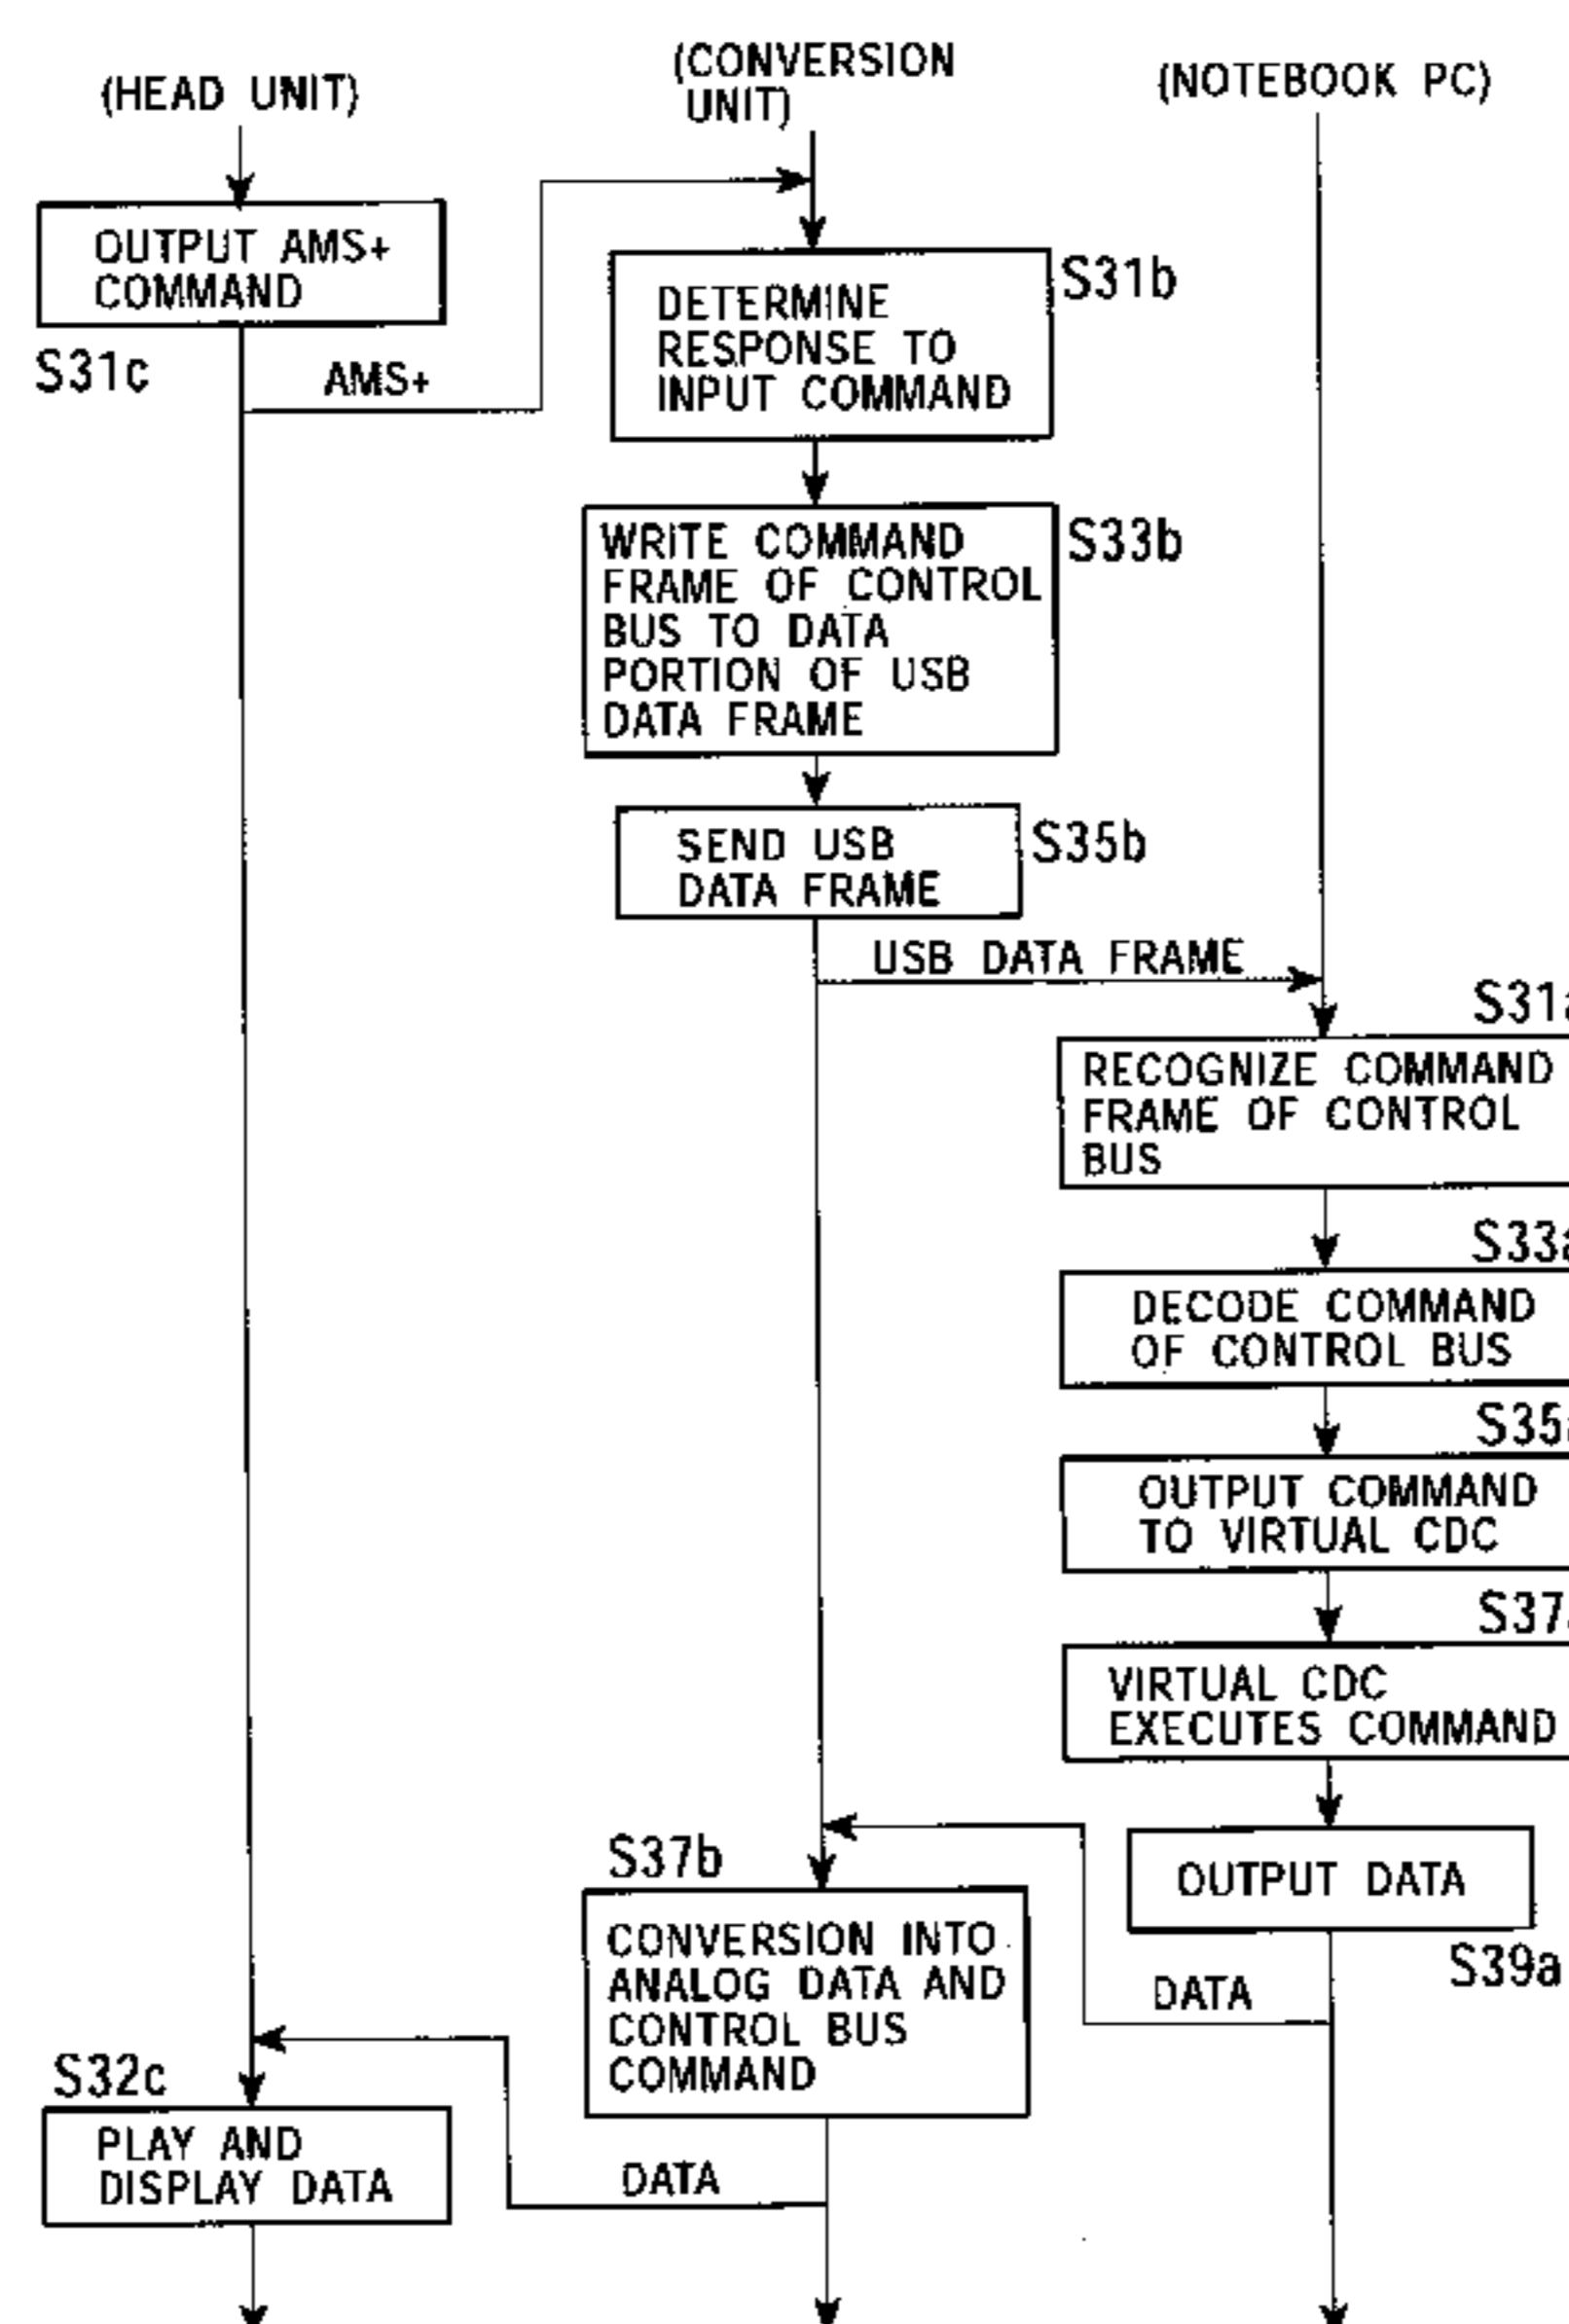 (HEAD UNIT)
(CONVERSION
UNIT)
(NOTEBOOK PC)
OUTPUT AMS+
COMMAND
S31c
AMS+
DETERMINE
RESPONSE TO
INPUT COMMAND
S31b
WRITE COMMAND
FRAME OF CONTROL
BUS TO DATA
PORTION OF USB
DATA FRAME
S33b
SEND USB
DATA FRAME
S35b
USB DATA FRAME
S31a
RECOGNIZE COMMAND
FRAME OF CONTROL
BUS
S33a
DECODE COMMAND
OF CONTROL BUS
S35a
OUTPUT COMMAND
TO VIRTUAL CDC
S37a
VIRTUAL CDC
EXECUTES COMMAND
OUTPUT DATA
S39a
DATA
S37b
CONVERSION INTO
ANALOG DATA AND
CONTROL BUS
COMMAND
DATA
S32c
PLAY AND
DISPLAY DATA